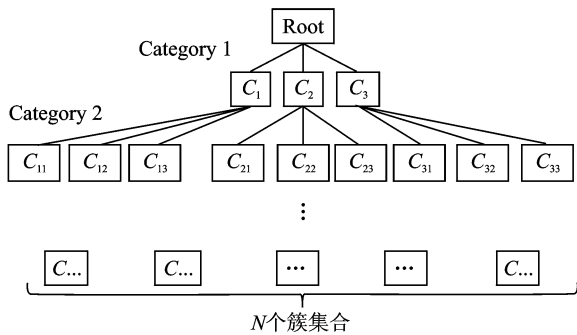 Root
Category 1
C1 C2 C3
Category 2
C11 C12 C13 C21 C22 C23 C31 C32 C33
⋮
C... C... ... ... C...
N个簇集合